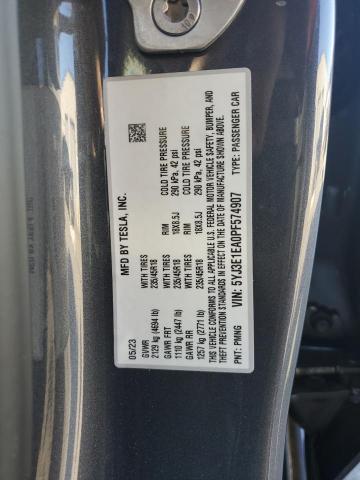 MFD BY TESLA, INC.
05/23
GVWR
2129 kg (4694 lb)
WITH TIRES
235/45R18
RIM
18X8.5J
COLD TIRE PRESSURE
290 kPa, 42 psi
GAWR FRT
1110 kg (2447 lb)
WITH TIRES
235/45R18
RIM
18X8.5J
COLD TIRE PRESSURE
290 kPa, 42 psi
GAWR RR
1257 kg (2771 lb)
THIS VEHICLE CONFORMS TO ALL APPLICABLE U.S. FEDERAL MOTOR VEHICLE SAFETY, BUMPER, AND
THEFT PREVENTION STANDARDS IN EFFECT ON THE DATE OF MANUFACTURE SHOWN ABOVE.
VIN: 5YJ3E1EA0PF574907
TYPE: PASSENGER CAR
PNT: PMNG